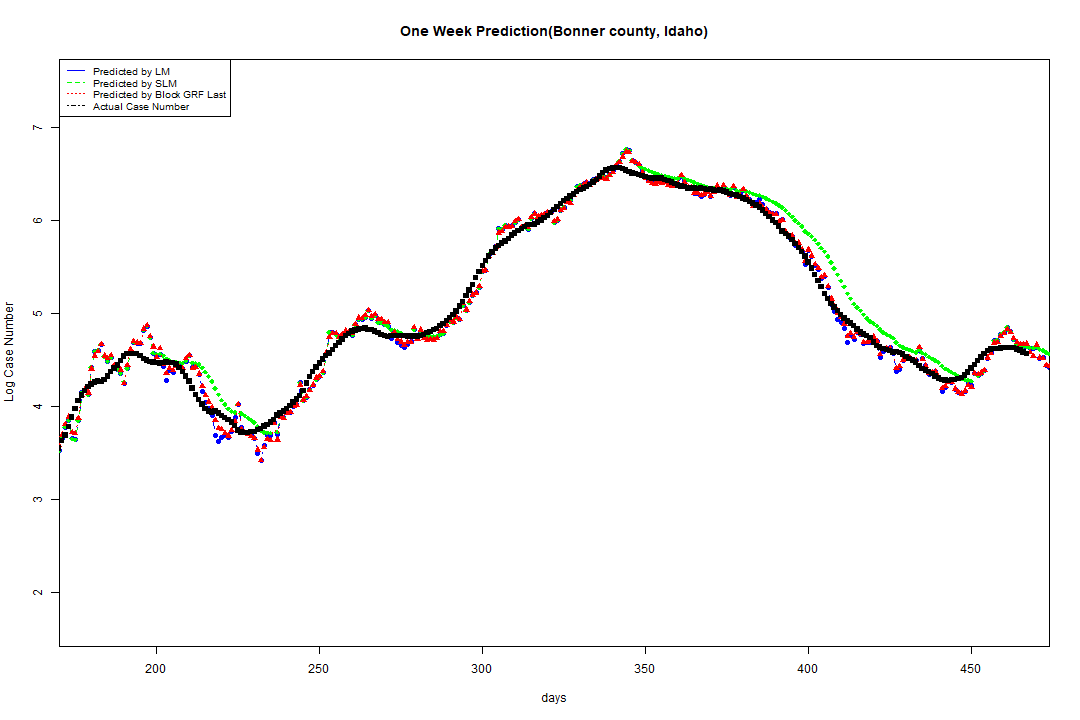 One Week Prediction(Bonner county, Idaho)
Predicted by LM
Predicted by SLM
Predicted by Block GRF Last
Actual Case Number
7
6
5
4
3
2
Log Case Number
200 250 300 350 400 450
days